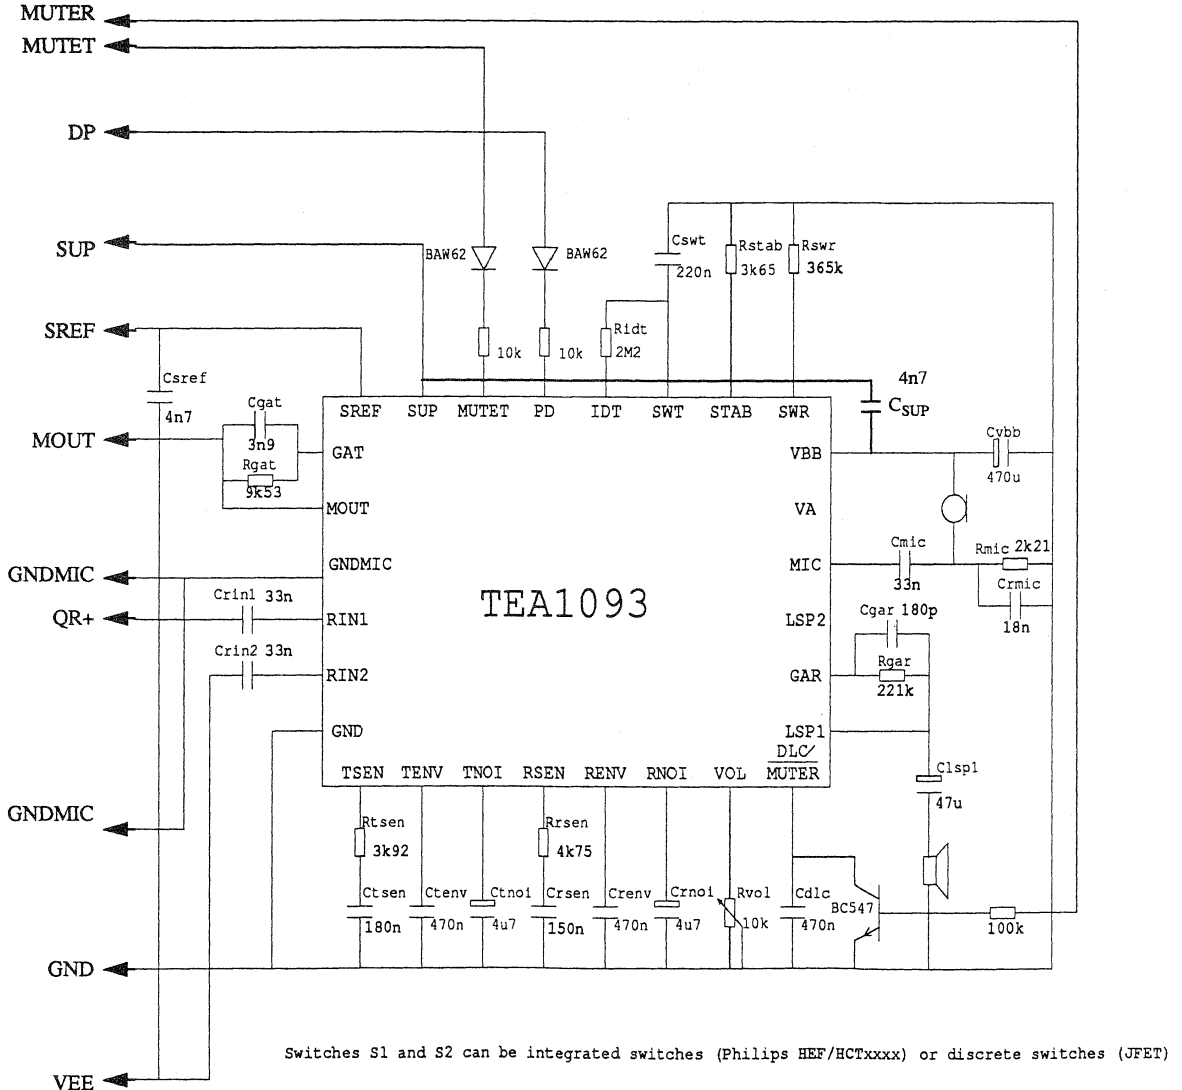 MUTER
MUTET
DP
SUP
BAW62
BAW62
Cswt
220n
Rstab
3k65
Rswr
365k
SREF
10k
10k
Ridt
2M2
Csref
4n7
4n7
CSUP
MOUT
Cgat
3n9
Rgat
9k53
SREF SUP MUTET PD IDT SWT STAB SWR
GAT
MOUT
GNDMIC
RIN1
RIN2
GND
VBB
VA
MIC
LSP2
GAR
LSP1
TEA1093
Cvbb
470u
Cmic
33n
Rmic 2k21
Crmic
18n
Cgar 180p
Rgar
221k
GNDMIC
Crin1 33n
QR+
Crin2 33n
DLC/
TSEN TENV TNOI RSEN RENV RNOI VOL MUTER
Clsp1
47u
GNDMIC
Rtsen
3k92
Rrsen
4k75
Ctsen
180n
Ctenv
470n
Ctnoi
4u7
Crsen
150n
Crenv
470n
Crnoi
4u7
Rvol
10k
Cdlc
470n
BC547
100k
GND
Switches S1 and S2 can be integrated switches (Philips HEF/HCTxxxx) or discrete switches (JFET)
VEE